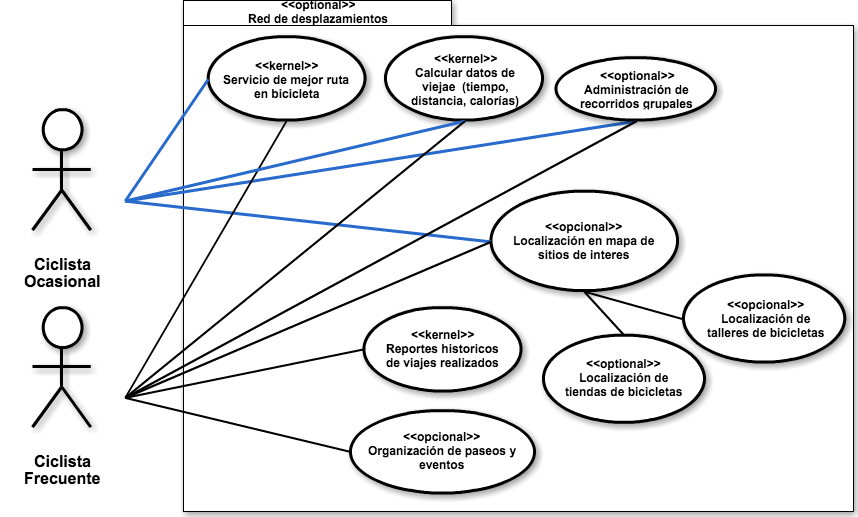 <<optional>>
Red de desplazamientos
<<kernel>>
Servicio de mejor ruta
en bicicleta
<<kernel>>
Calcular datos de
viejae (tiempo,
distancia, calorías)
<<optional>>
Administración de
recorridos grupales
Ciclista
Ocasional
<<opcional>>
Localización en mapa de
sitios de interes
<<opcional>>
Localización de
talleres de bicicletas
<<kernel>>
Reportes historicos
de viajes realizados
<<optional>>
Localización de
tiendas de bicicletas
<<opcional>>
Organización de paseos y
eventos
Ciclista
Frecuente